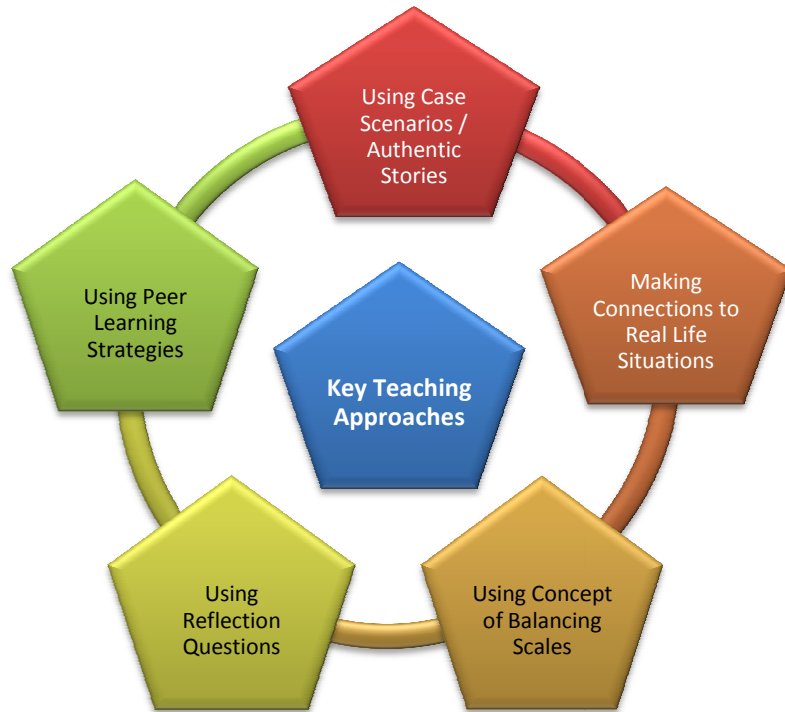 Using Case
Scenarios /
Authentic
Stories
Making
Connections to
Real Life
Situations
Using Concept
of Balancing
Scales
Using
Reflection
Questions
Using Peer
Learning
Strategies
Key Teaching
Approaches